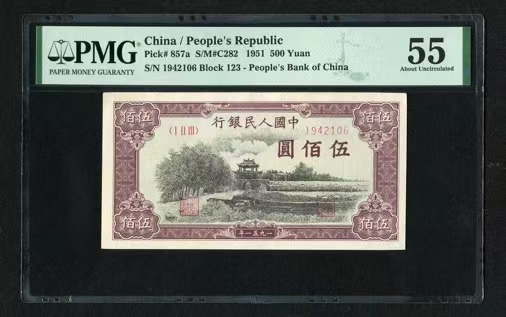 PMG
PAPER MONEY GUARANTY
China / People's Republic
Pick# 857a S/M#C282 1951 500 Yuan
S/N 1942106 Block 123 - People's Bank of China
55
About Uncirculated
伍佰
行銀民人國中
伍佰
1942106
圓佰伍
伍佰
年一五九一
伍佰